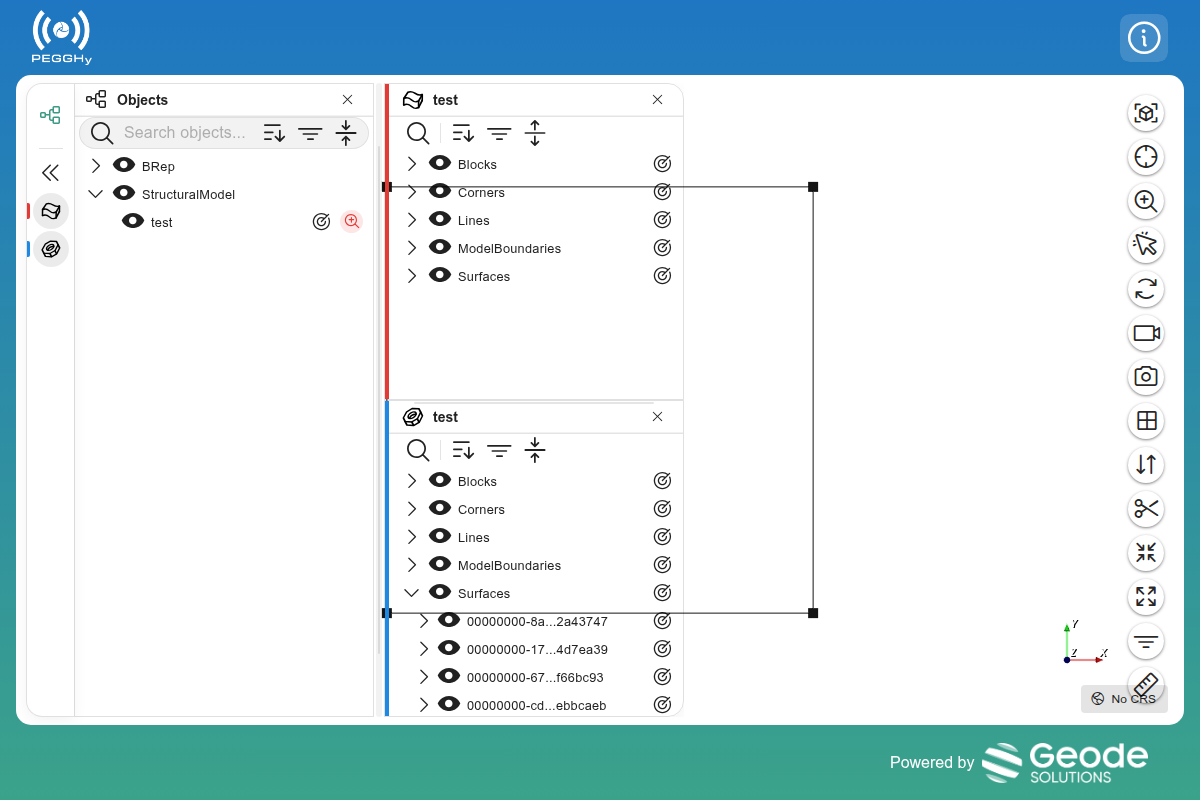 PEGGHy
Objects
Search objects...
BRep
StructuralModel
test
test
Blocks
Corners
Lines
ModelBoundaries
Surfaces
test
Blocks
Corners
Lines
ModelBoundaries
Surfaces
00000000-8a...2a43747
00000000-17...4d7ea39
00000000-67...f66bc93
00000000-cd...ebbcaeb
Y
Z
X
No CRS
Powered by
Geode
SOLUTIONS